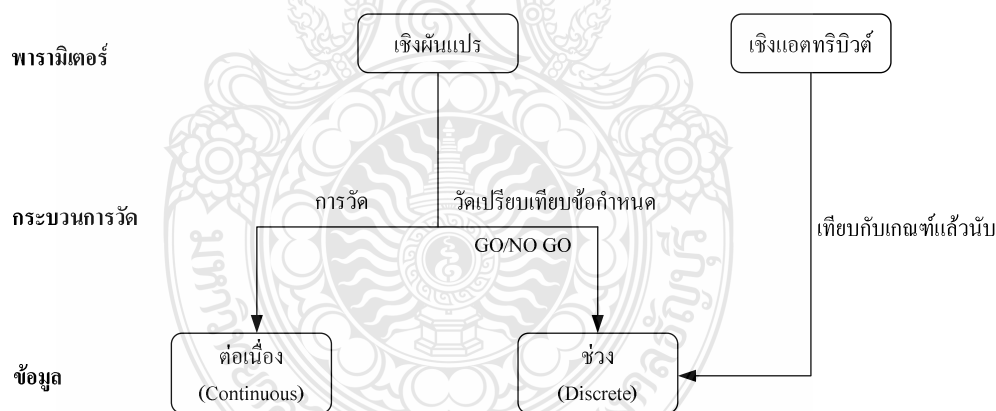 พารามิเตอร์
เชิงผันแปร
เชิงแอตทริบิวต์
กระบวนการวัด
การวัด
วัดเปรียบเทียบข้อกำหนด
GO/NO GO
เทียบกับเกณฑ์แล้วนับ
ข้อมูล
ต่อเนื่อง
(Continuous)
ช่วง
(Discrete)